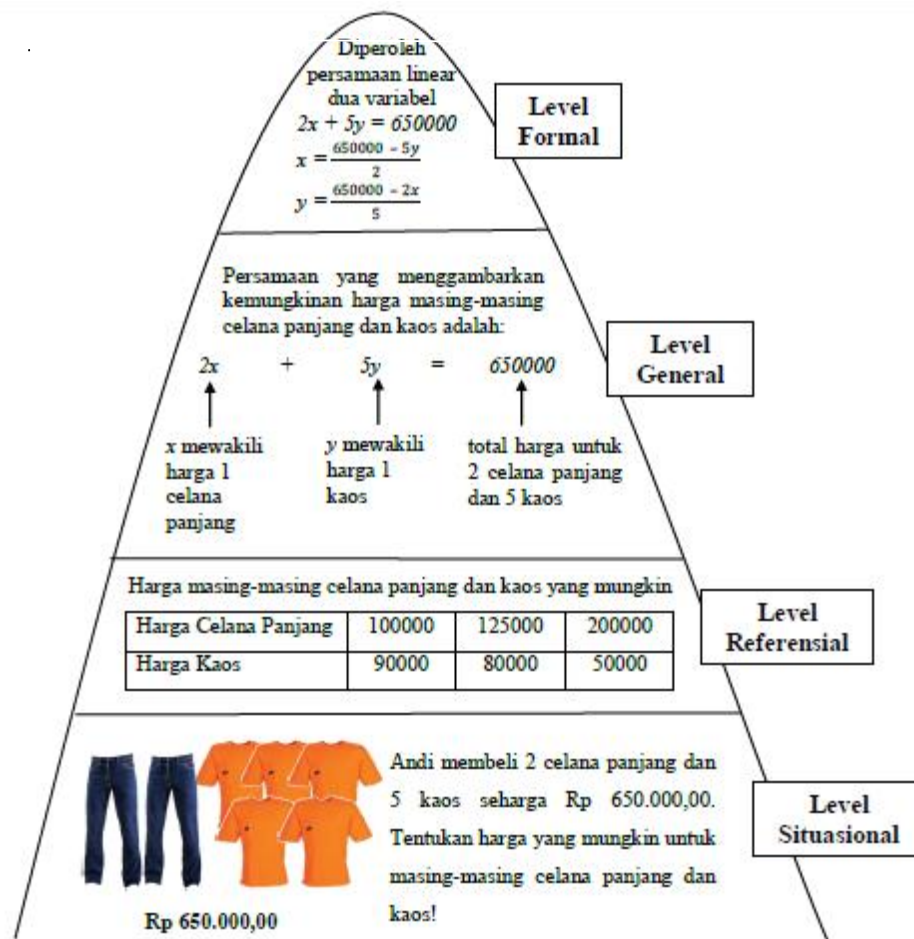 Diperoleh
persamaan linear
dua variabel
2x + 5y = 650000
x = (650000 - 5y)/2
y = (650000 - 2x)/5
Level
Formal
Persamaan yang menggambarkan
kemungkinan harga masing-masing
celana panjang dan kaos adalah:
2x + 5y = 650000
x mewakili
harga 1
celana
panjang
y mewakili
harga 1
kaos
total harga untuk
2 celana panjang
dan 5 kaos
Level
General
Harga masing-masing celana panjang dan kaos yang mungkin
Harga Celana Panjang 100000 125000 200000
Harga Kaos 90000 80000 50000
Level
Referensial
Rp 650.000,00
Andi membeli 2 celana panjang dan
5 kaos seharga Rp 650.000,00.
Tentukan harga yang mungkin untuk
masing-masing celana panjang dan
kaos!
Level
Situasional